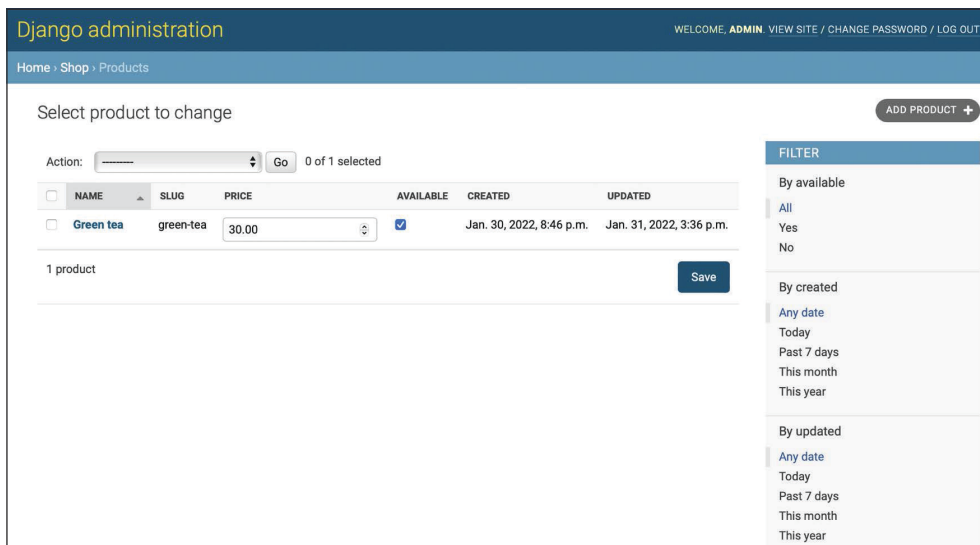 Django administration
WELCOME, ADMIN. VIEW SITE / CHANGE PASSWORD / LOG OUT
Home › Shop › Products
Select product to change
ADD PRODUCT +
Action: --------- Go 0 of 1 selected
NAME SLUG PRICE AVAILABLE CREATED UPDATED
Green tea green-tea 30.00 Jan. 30, 2022, 8:46 p.m. Jan. 31, 2022, 3:36 p.m.
1 product
Save
FILTER
By available
All
Yes
No
By created
Any date
Today
Past 7 days
This month
This year
By updated
Any date
Today
Past 7 days
This month
This year